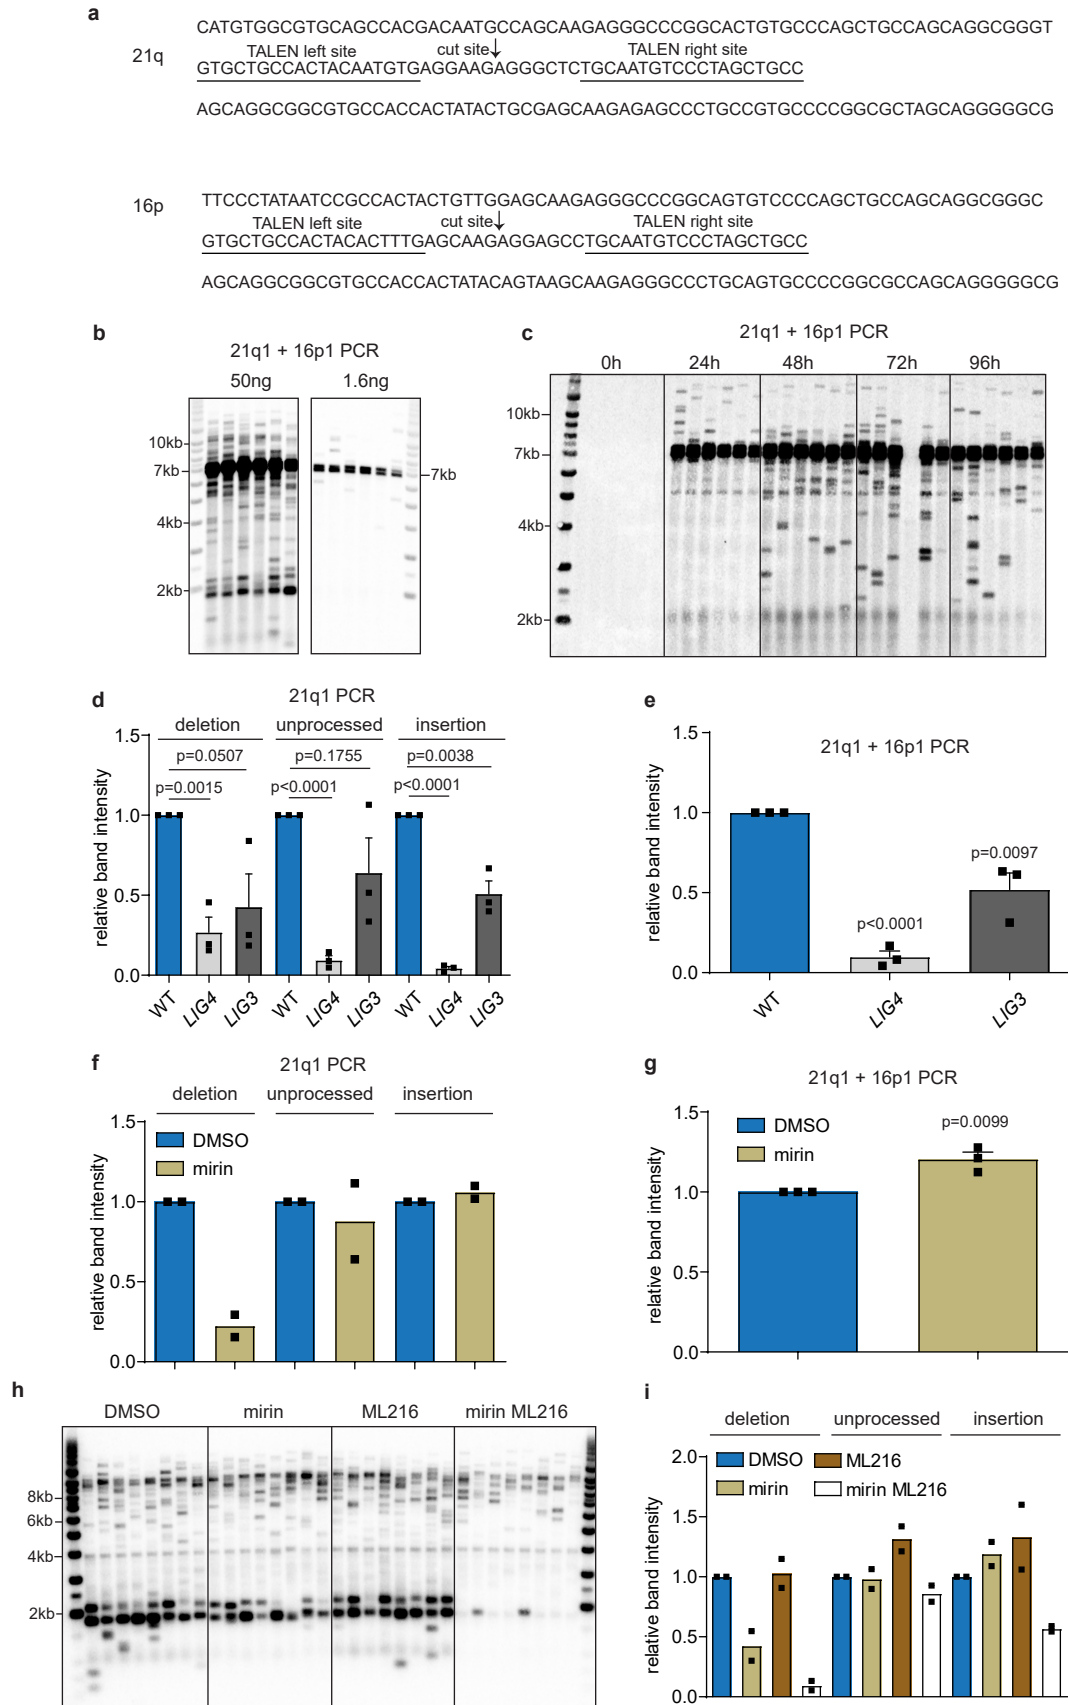 a
CATGTGGCGTGCAGCCACGACAATGCCAGCAAGAGGGCCCGGCACTGTGCCCAGCTGCCAGCAGGCGGGT
21q
TALEN left site cut site TALEN right site
GTGCTGCCACTACAATGTGAGGAAGAGGGCTCTGCAATGTCCCTAGCTGCC
AGCAGGCGGCGTGCCACCACTATACTGCGAGCAAGAGAGCCCTGCCGTGCCCCGGCGCTAGCAGGGGGCG
TTCCCTATAATCCGCCACTACTGTTGGAGCAAGAGGGCCCGGCAGTGTCCCCAGCTGCCAGCAGGCGGGC
16p
TALEN left site cut site TALEN right site
GTGCTGCCACTACACTTTGAGCAAGAGGAGCCTGCAATGTCCCTAGCTGCC
AGCAGGCGGCGTGCCACCACTATACAGTAAGCAAGAGGGCCCTGCAGTGCCCCGGCGCCAGCAGGGGGCG
b
21q1 + 16p1 PCR
50ng 1.6ng
10kb
7kb
4kb
2kb
7kb
c
21q1 + 16p1 PCR
0h 24h 48h 72h 96h
10kb
7kb
4kb
2kb
d
21q1 PCR
deletion unprocessed insertion
p=0.0507 p=0.1755 p=0.0038
p=0.0015 p<0.0001 p<0.0001
relative band intensity
1.5
1.0
0.5
0.0
WT LIG4 LIG3 WT LIG4 LIG3 WT LIG4 LIG3
e
21q1 + 16p1 PCR
p=0.0097
p<0.0001
relative band intensity
1.5
1.0
0.5
0.0
WT LIG4 LIG3
f
21q1 PCR
deletion unprocessed insertion
DMSO
mirin
relative band intensity
1.5
1.0
0.5
0.0
g
21q1 + 16p1 PCR
DMSO
mirin
p=0.0099
relative band intensity
1.5
1.0
0.5
0.0
h
DMSO mirin ML216 mirin ML216
8kb
6kb
4kb
2kb
i
deletion unprocessed insertion
DMSO ML216
mirin mirin ML216
relative band intensity
2.0
1.5
1.0
0.5
0.0